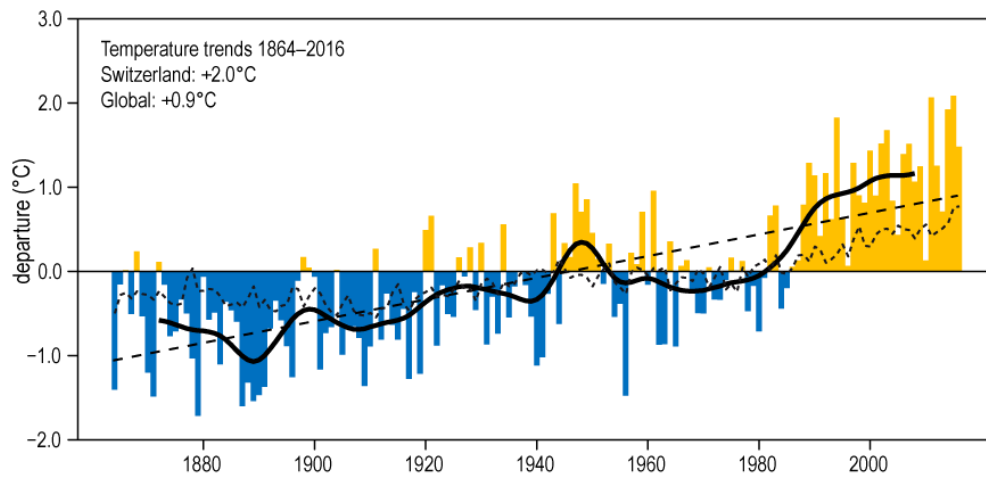 3.0
Temperature trends 1864–2016
Switzerland: +2.0°C
Global: +0.9°C
2.0
1.0
0.0
−1.0
−2.0
departure (°C)
1880 1900 1920 1940 1960 1980 2000